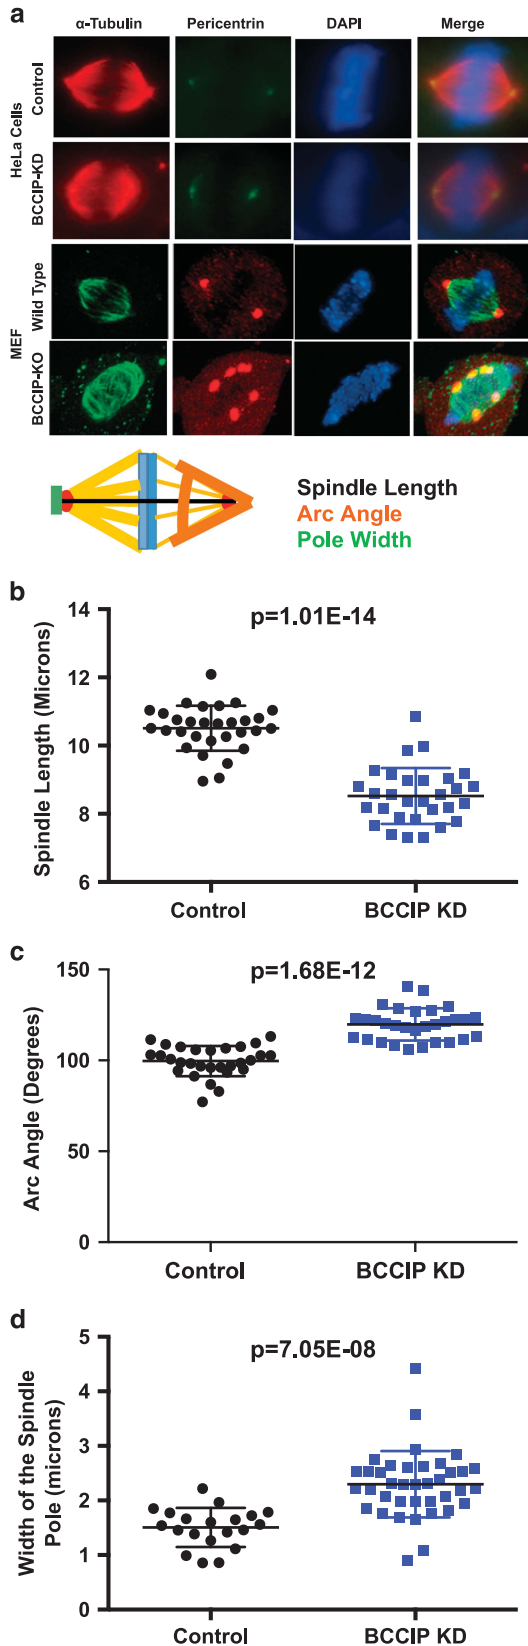 a
α-Tubulin Pericentrin DAPI Merge
HeLa Cells
Control
BCCIP-KD
MEF
Wild Type
BCCIP-KO
Spindle Length
Arc Angle
Pole Width
b
p=1.01E-14
Spindle Length (Microns)
14
12
10
8
6
Control BCCIP KD
c
p=1.68E-12
Arc Angle (Degrees)
150
100
50
0
Control BCCIP KD
d
p=7.05E-08
Width of the Spindle
Pole (microns)
5
4
3
2
1
0
Control BCCIP KD